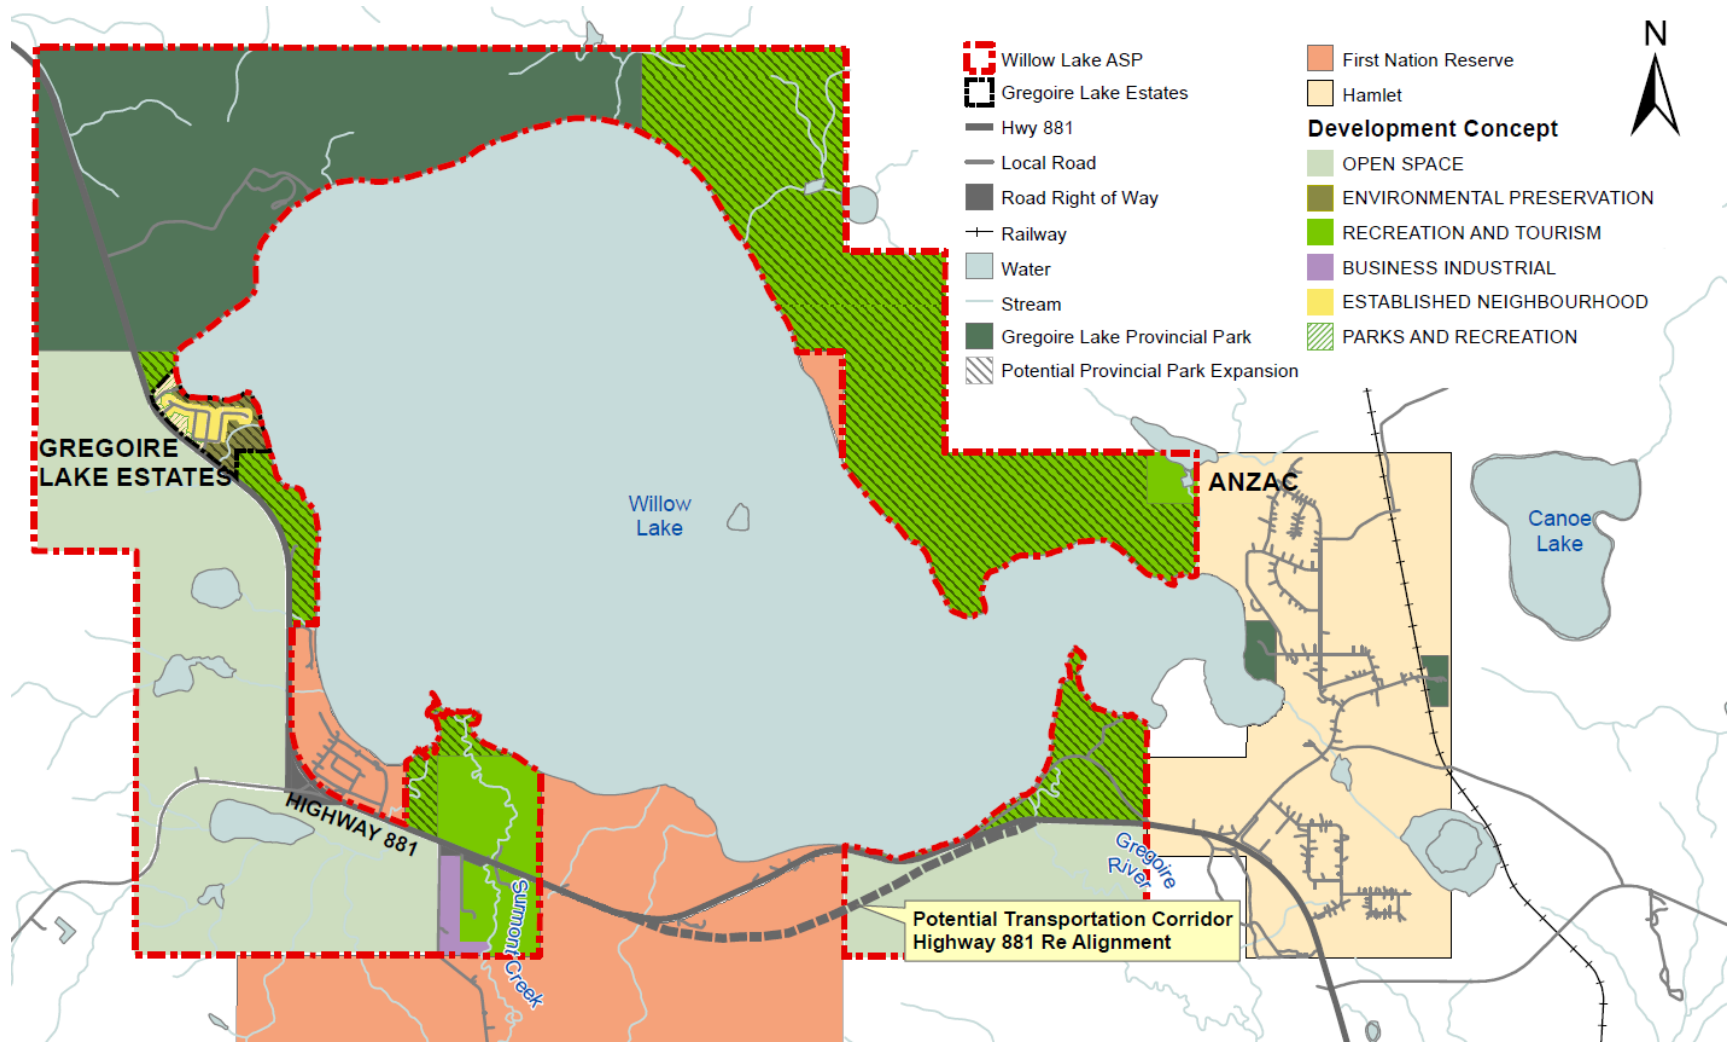 N
Willow Lake ASP
Gregoire Lake Estates
Hwy 881
Local Road
Road Right of Way
Railway
Water
Stream
Gregoire Lake Provincial Park
Potential Provincial Park Expansion
First Nation Reserve
Hamlet
Development Concept
OPEN SPACE
ENVIRONMENTAL PRESERVATION
RECREATION AND TOURISM
BUSINESS INDUSTRIAL
ESTABLISHED NEIGHBOURHOOD
PARKS AND RECREATION
GREGOIRE
LAKE ESTATES
Willow
Lake
ANZAC
Canoe
Lake
HIGHWAY 881
Gregoire
River
Surmont Creek
Potential Transportation Corridor
Highway 881 Re Alignment